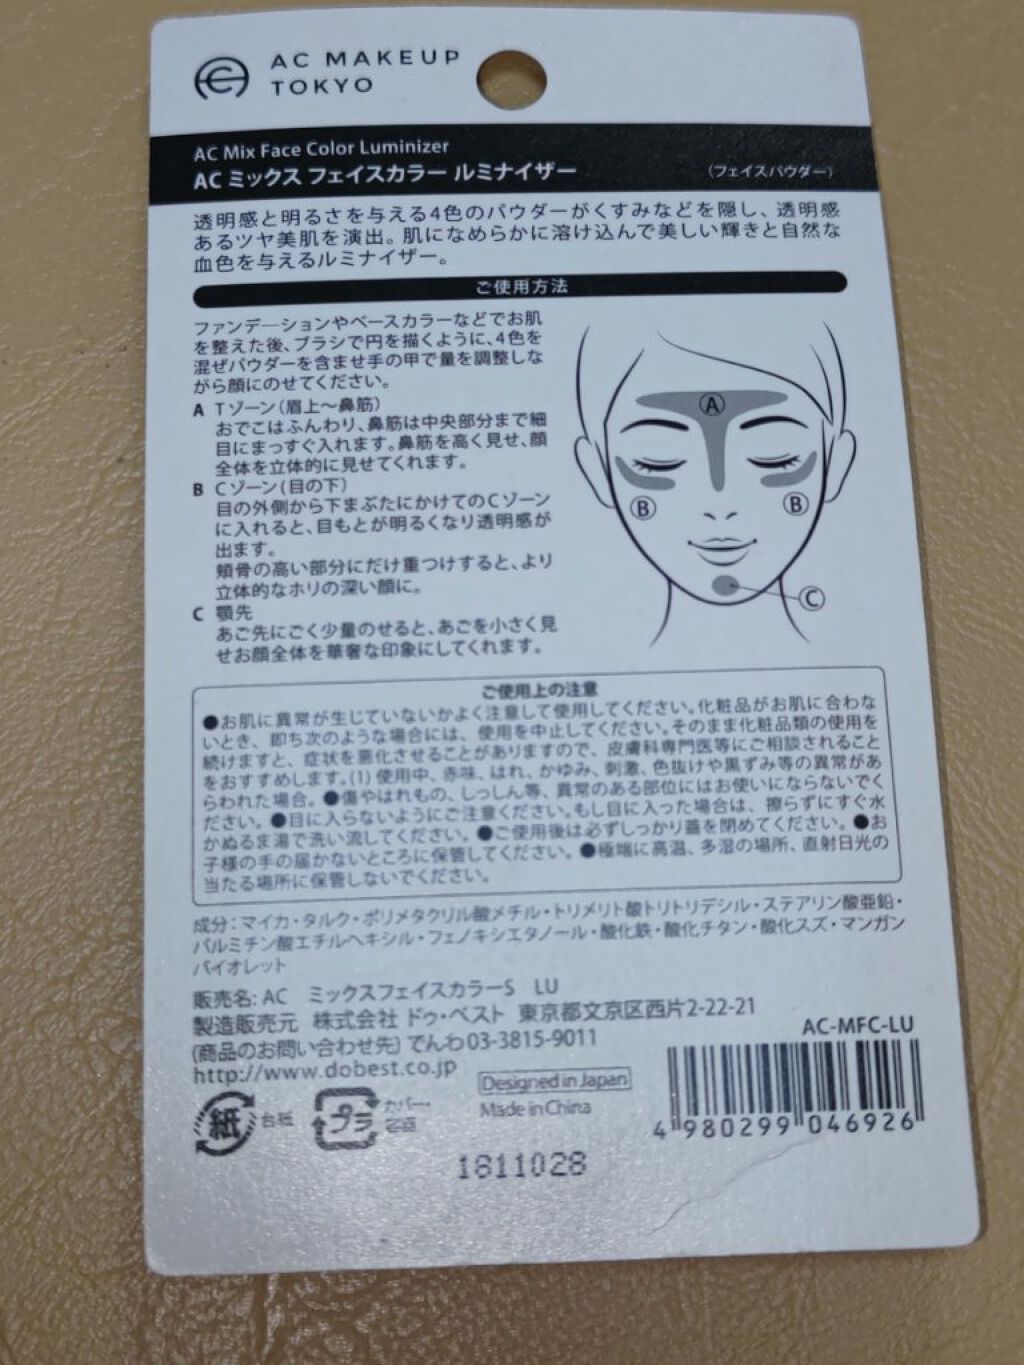 AC MAKEUP
TOKYO
AC Mix Face Color Luminizer
AC ミックス フェイスカラー ルミナイザー
(フェイスパウダー)
透明感と明るさを与える4色のパウダーがくすみなどを隠し、透明感
あるツヤ美肌を演出。肌になめらかに溶け込んで美しい輝きと自然な
血色を与えるルミナイザー。
ご使用方法
ファンデーションやベースカラーなどでお肌
を整えた後、ブラシで円を描くように、4色を
混ぜパウダーを含ませ手の甲で量を調整しな
がら顔にのせてください。
A Tゾーン(眉上〜鼻筋)
おでこはふんわり、鼻筋は中央部分まで細
目にまっすぐ入れます。鼻筋を高く見せ、顔
全体を立体的に見せてくれます。
B Cゾーン(目の下)
目の外側から下まぶたにかけてのCゾーン
に入れると、目もとが明るくなり透明感が
出ます。
頬骨の高い部分にだけ重つけすると、より
立体的なホリの深い顔に。
C 顎先
あご先にごく少量のせると、あごを小さく見
せお顔全体を華奢な印象にしてくれます。
A
B
B
C
ご使用上の注意
●お肌に異常が生じていないかよく注意して使用してください。化粧品がお肌に合わな
いとき、即ち次のような場合には、使用を中止してください。そのまま化粧品類の使用を
続けますと、症状を悪化させることがありますので、皮膚科専門医等にご相談されること
をおすすめします。(1) 使用中、赤味、はれ、かゆみ、刺激、色抜けや黒ずみ等の異常があ
らわれた場合。●傷やはれもの、しっしん等、異常のある部位にはお使いにならないでく
ださい。●目に入らないようにご注意ください。もし目に入った場合は、擦らずにすぐ水
かぬるま湯で洗い流してください。●ご使用後は必ずしっかり蓋を閉めてください。●お
子様の手の届かないところに保管してください。●極端に高温、多湿の場所、直射日光の
当たる場所に保管しないでください。
成分：マイカ・タルク・ポリメタクリル酸メチル・トリメリト酸トリトリデシル・ステアリン酸亜鉛・
パルミチン酸エチルヘキシル・フェノキシエタノール・酸化鉄・酸化チタン・酸化スズ・マンガン
バイオレット
販売名: AC ミックスフェイスカラーS LU
製造販売元 株式会社 ドゥ・ベスト 東京都文京区西片2-22-21
(商品のお問い合わせ先) でんわ 03-3815-9011
http://www.dobest.co.jp
Designed in Japan
Made in China
AC-MFC-LU
4 980299 046926
紙 台紙
プラ カバー・
1811028